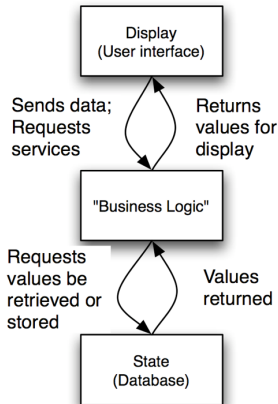 Display
(User interface)
Sends data;
Requests
services
Returns
values for
display
"Business Logic"
Requests
values be
retrieved or
stored
Values
returned
State
(Database)